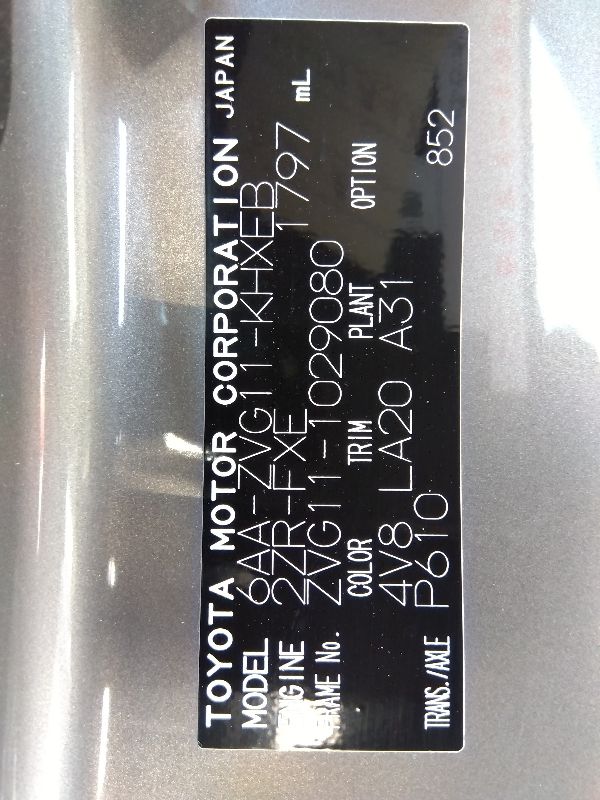 TOYOTA MOTOR CORPORATION JAPAN
MODEL 6AA-ZVG11-KHXEB
ENGINE 2ZR-FXE 1797 mL
FRAME No. ZVG11-1029080
COLOR TRIM PLANT OPTION
4V8 LA20 A31
TRANS./AXLE P610 852